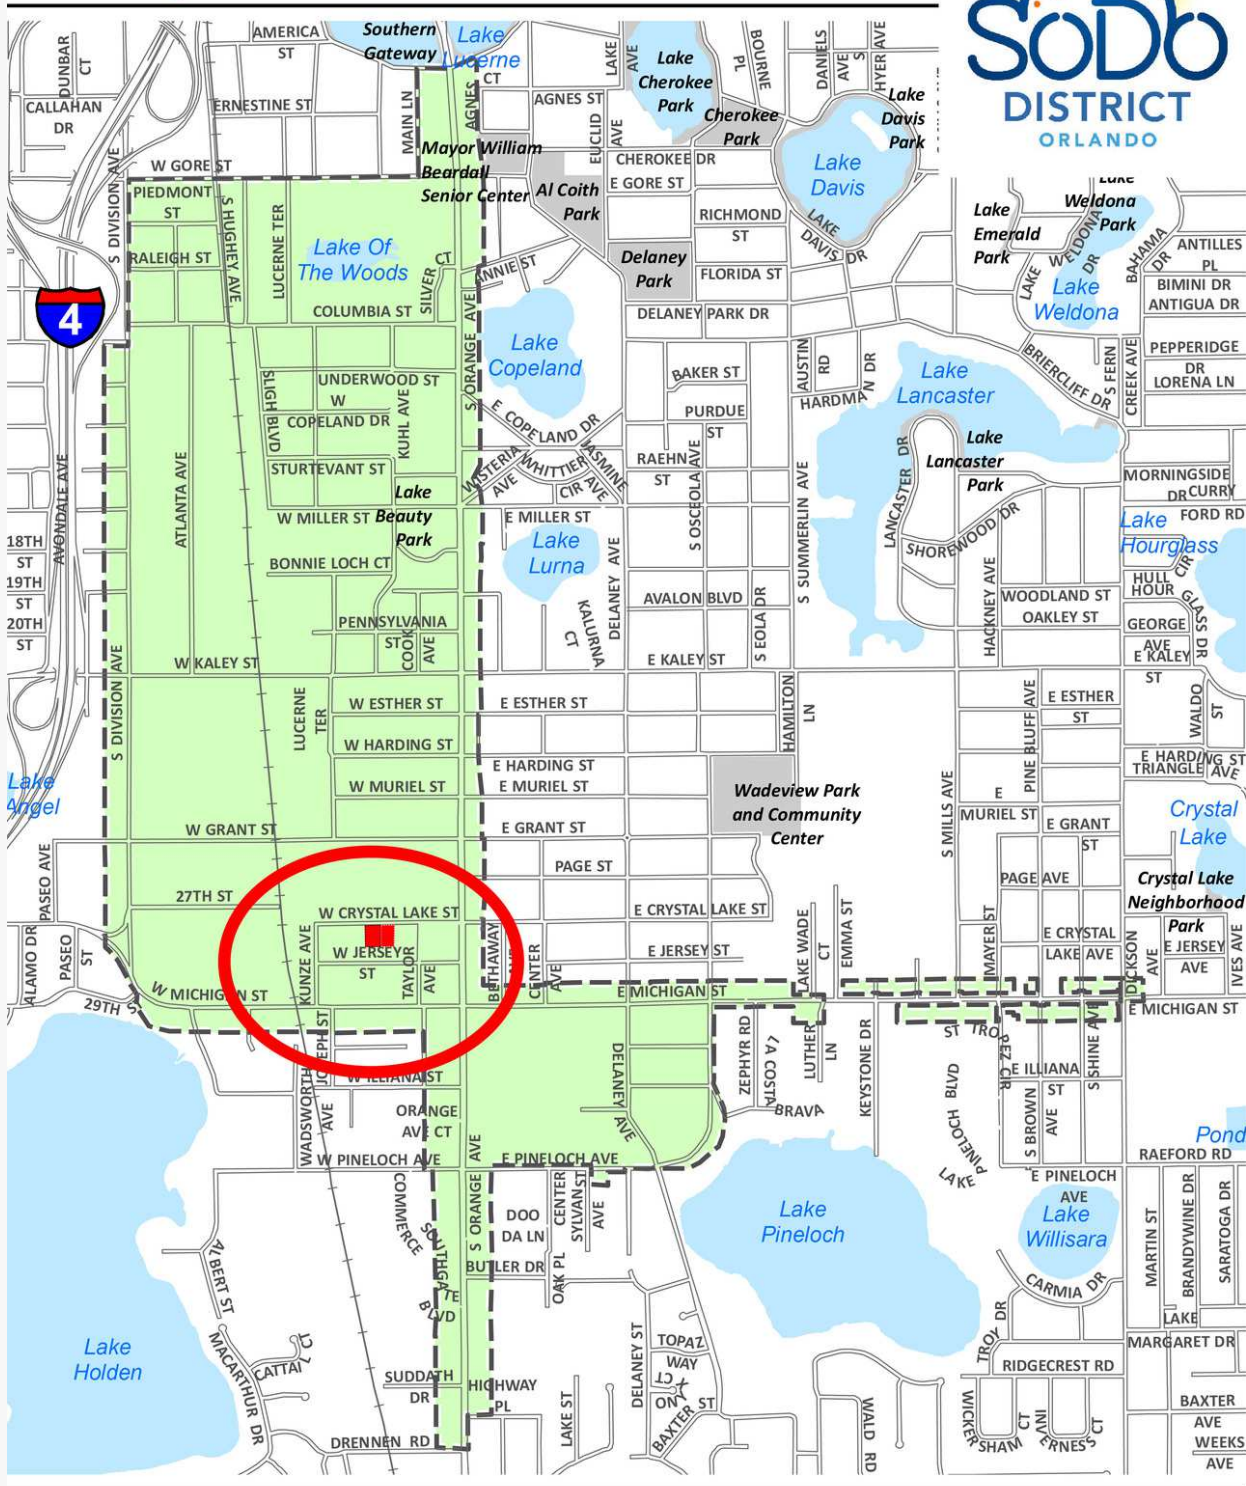 SODO
DISTRICT
ORLANDO
AMERICA
ST
Southern
Gateway
Lake
Lucerne
CT
LAKE
AVE
BOURNE
PL
DANIELS
AVE
S
HYER AVE
DUNBAR
CT
CALLAHAN
DR
ERNESTINE ST
MAIN LN
AGNES
AGNES ST
EUCLID
AVE
Lake
Cherokee
Park
Cherokee
Park
Lake
Davis
Park
W GORE ST
Mayor William
Beardall
Senior Center
CHEROKEE DR
E GORE ST
Al Coith
Park
Lake
Davis
Lake
Weldona
Park
Lake
Emerald
Park
PIEDMONT
ST
S DIVISION AVE
S HUGHEY AVE
LUCERNE TER
RICHMOND
ST
LAKE
DAVIS DR
RALEIGH ST
Lake Of
The Woods
SILVER
CT
ANNIE ST
Delaney
Park
FLORIDA ST
LAKE
WELDONA
DR
BAHAMA
DR
ANTILLES
PL
BIMINI DR
ANTIGUA DR
Lake
Weldona
4
COLUMBIA ST
S ORANGE AVE
DELANEY PARK DR
Lake
Copeland
AUSTIN
RD
HARDMAN DR
BRIERCLIFF DR
S FERN
CREEK AVE
PEPPERIDGE
DR
LORENA LN
UNDERWOOD ST
SLIGH BLVD
W
COPELAND DR
KUHL AVE
BAKER ST
PURDUE
ST
Lake
Lancaster
E COPELAND DR
STURTEVANT ST
WISTERIA
AVE
WHITTIER
CIR
JASMINE
AVE
RAEHN
ST
S OSCEOLA AVE
S SUMMERLIN AVE
LANCASTER DR
Lake
Lancaster
Park
MORNINGSIDE
DR
CURRY
FORD RD
ATLANTA AVE
AVONDALE AVE
W MILLER ST
Lake
Beauty
Park
E MILLER ST
SHOREWOOD DR
Lake
Hourglass
18TH
ST
19TH
ST
20TH
ST
BONNIE LOCH CT
Lake
Lurna
DELANEY AVE
HULL
CIR
HOUR
GLASS DR
AVALON BLVD
S EOLA DR
HACKNEY AVE
WOODLAND ST
OAKLEY ST
GEORGE
AVE
PENNSYLVANIA
ST
COOK
AVE
KALURNA
CT
W KALEY ST
E KALEY ST
E KALEY
ST
S DIVISION AVE
LUCERNE
TER
W ESTHER ST
E ESTHER ST
HAMILTON
LN
PINE BLUFF AVE
E ESTHER
ST
WALDO
ST
W HARDING ST
E HARDING ST
E HARDING ST
TRIANGLE AVE
Lake
Angel
W MURIEL ST
E MURIEL ST
Wadeview Park
and Community
Center
S MILLS AVE
E
MURIEL ST
Crystal
Lake
W GRANT ST
E GRANT ST
E GRANT
ST
PASEO AVE
PAGE ST
PAGE AVE
Crystal Lake
Neighborhood
Park
27TH ST
W CRYSTAL LAKE ST
E CRYSTAL LAKE ST
LAKE WADE
CT
EMMA ST
MAYER ST
E CRYSTAL
LAKE AVE
DICKSON
AVE
E JERSEY
AVE
IVES AVE
ALAMO DR
PASEO
ST
KUNZE AVE
W JERSEY
ST
TAYLOR
AVE
BETHAWAY
AVE
CENTER
AVE
E JERSEY ST
W MICHIGAN ST
E MICHIGAN ST
E MICHIGAN ST
29TH ST
JOSEPH ST
W ILLIANA ST
DELANEY AVE
ZEPHYR RD
LA COSTA
BRAVA
LUTHER
LN
KEYSTONE DR
ST TROPEZ CIR
E ILLIANA
ST
S SHINE AVE
WADSWORTH
AVE
ORANGE
AVE CT
LAKE
PINELOCH BLVD
S BROWN
AVE
Pond
RAEFORD RD
W PINELOCH AVE
E PINELOCH AVE
E PINELOCH
AVE
COMMERCE
S ORANGE AVE
DOO
DA LN
CENTER
SYLVAN
ST
AVE
Lake
Pineloch
Lake
Willisara
MARTIN ST
BRANDYWINE DR
SARATOGA DR
ALBERT ST
SOUTHGATE
BLVD
BUTLER DR
OAK PL
CARMIA DR
TROY DR
LAKE
MARGARET DR
Lake
Holden
MACARTHUR DR
CATTAIL CT
DELANEY ST
TOPAZ
WAY
ONYX CT
SUDDATH
DR
HIGHWAY
PL
RIDGECREST RD
DRENNEN RD
LAKE ST
BAXTER ST
WALD RD
WICKERSHAM CT
INVERNESS CT
BAXTER
AVE
WEEKS
AVE